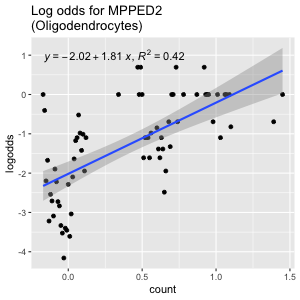 Log odds for MPPED2
(Oligodendrocytes)
y = −2.02 + 1.81 x, R² = 0.42
1
0
-1
-2
-3
-4
logodds
0.0 0.5 1.0 1.5
count